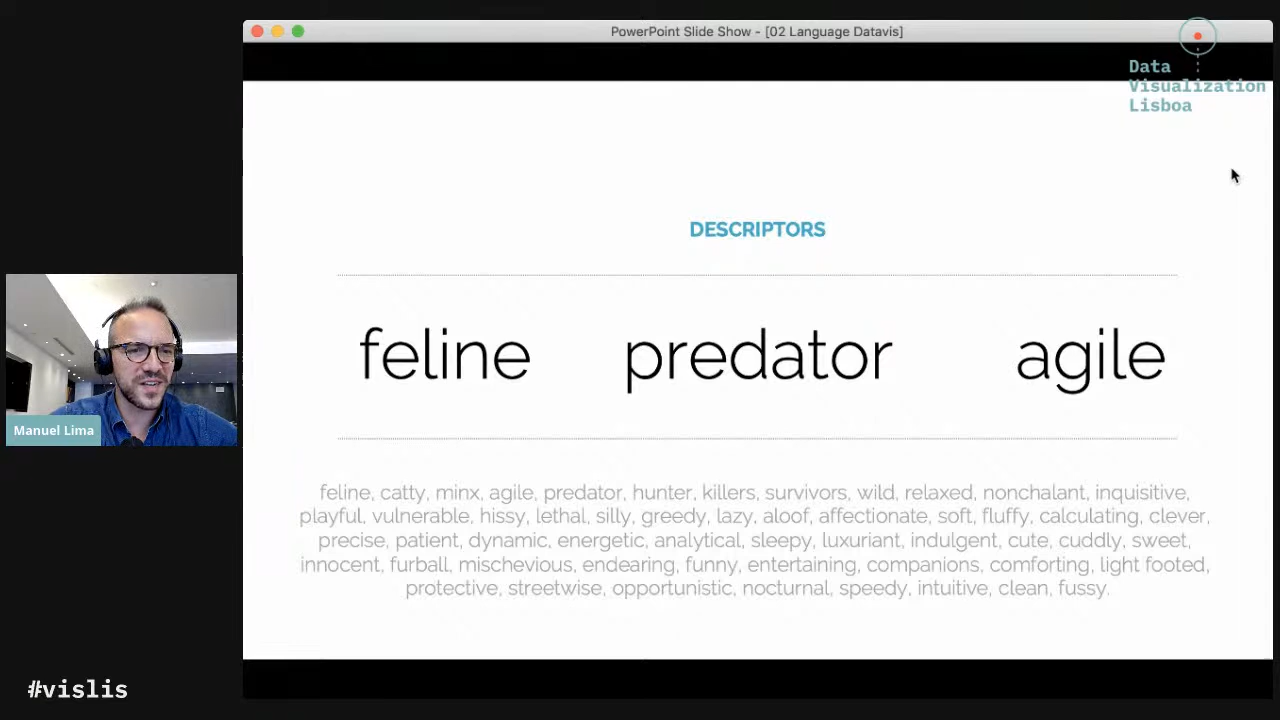 PowerPoint Slide Show - [02 Language Datavis]
Data
Visualization
Lisboa
DESCRIPTORS
feline predator agile
feline, catty, minx, agile, predator, hunter, killers, survivors, wild, relaxed, nonchalant, inquisitive,
playful, vulnerable, hissy, lethal, silly, greedy, lazy, aloof, affectionate, soft, fluffy, calculating, clever,
precise, patient, dynamic, energetic, analytical, sleepy, luxuriant, indulgent, cute, cuddly, sweet,
innocent, furball, mischevious, endearing, funny, entertaining, companions, comforting, light footed,
protective, streetwise, opportunistic, nocturnal, speedy, intuitive, clean, fussy.
Manuel Lima
#vislis